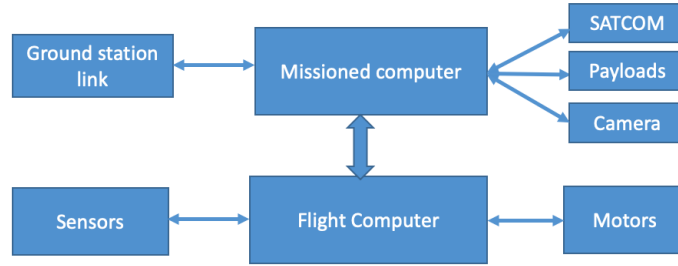 SATCOM
Ground station
link
Missioned computer
Payloads
Camera
Sensors
Flight Computer
Motors